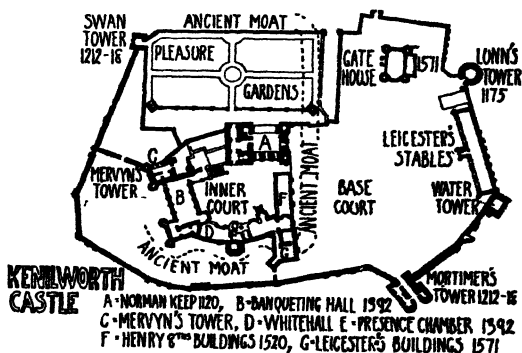 SWAN
TOWER
1212-16
ANCIENT MOAT
PLEASURE
GARDENS
GATE
HOUSE
1571
LONN'S
TOWER
1175
LEICESTER'S
STABLES
WATER
TOWER
ANCIENT MOAT
BASE
COURT
A
C
MERVYN'S
TOWER
B
INNER
COURT
F
D
ANCIENT MOAT
KENILWORTH
CASTLE
MORTIMER'S
TOWER 1212-16
A=NORMAN KEEP 1120, B=BANQUETING HALL 1392
C=MERVYN'S TOWER, D=WHITEHALL E=PRESENCE CHAMBER 1392
F=HENRY 8THS BUILDINGS 1520, G=LEICESTER'S BUILDINGS 1571